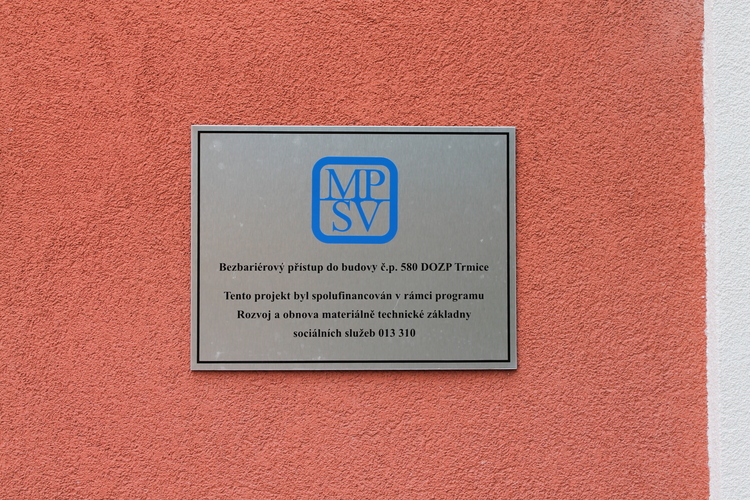 MP
SV
Bezbariérový přístup do budovy č.p. 580 DOZP Trmice
Tento projekt byl spolufinancován v rámci programu
Rozvoj a obnova materiálně technické základny
sociálních služeb 013 310